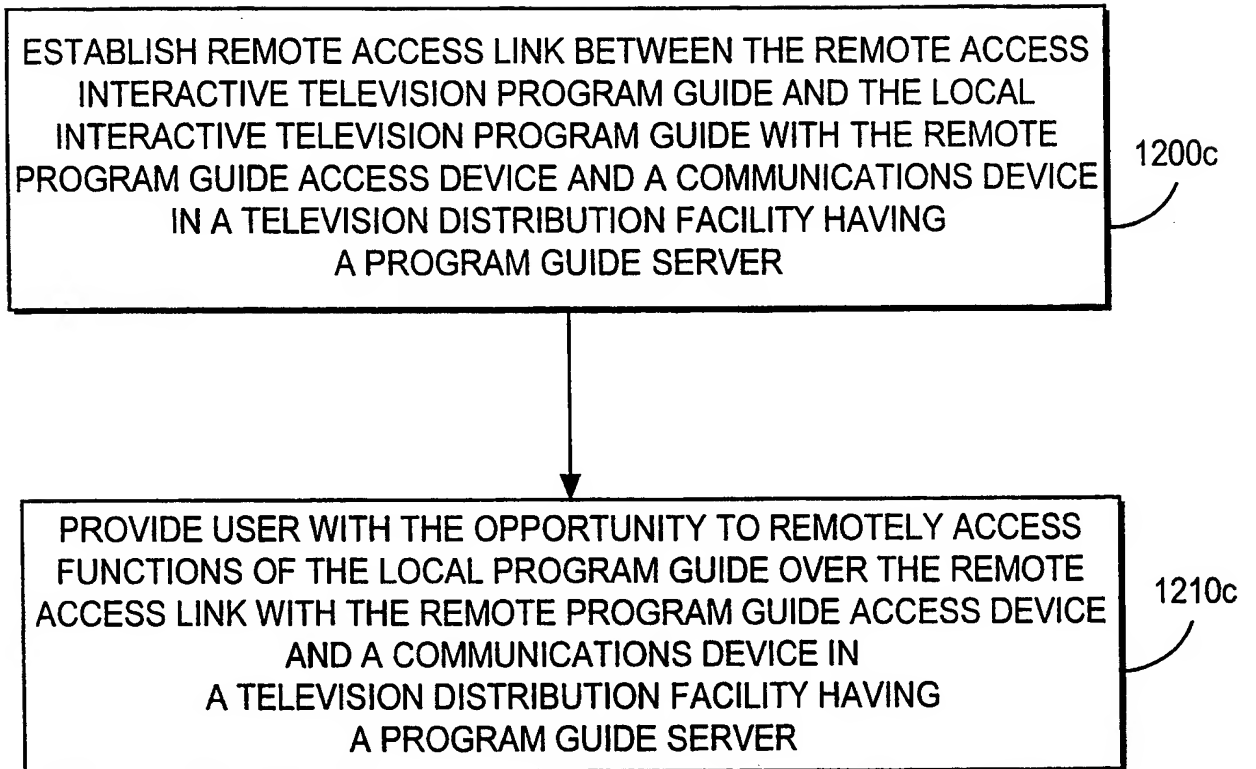 ESTABLISH REMOTE ACCESS LINK BETWEEN THE REMOTE ACCESS
INTERACTIVE TELEVISION PROGRAM GUIDE AND THE LOCAL
INTERACTIVE TELEVISION PROGRAM GUIDE WITH THE REMOTE
PROGRAM GUIDE ACCESS DEVICE AND A COMMUNICATIONS DEVICE
IN A TELEVISION DISTRIBUTION FACILITY HAVING
A PROGRAM GUIDE SERVER
1200c
PROVIDE USER WITH THE OPPORTUNITY TO REMOTELY ACCESS
FUNCTIONS OF THE LOCAL PROGRAM GUIDE OVER THE REMOTE
ACCESS LINK WITH THE REMOTE PROGRAM GUIDE ACCESS DEVICE
AND A COMMUNICATIONS DEVICE IN
A TELEVISION DISTRIBUTION FACILITY HAVING
A PROGRAM GUIDE SERVER
1210c